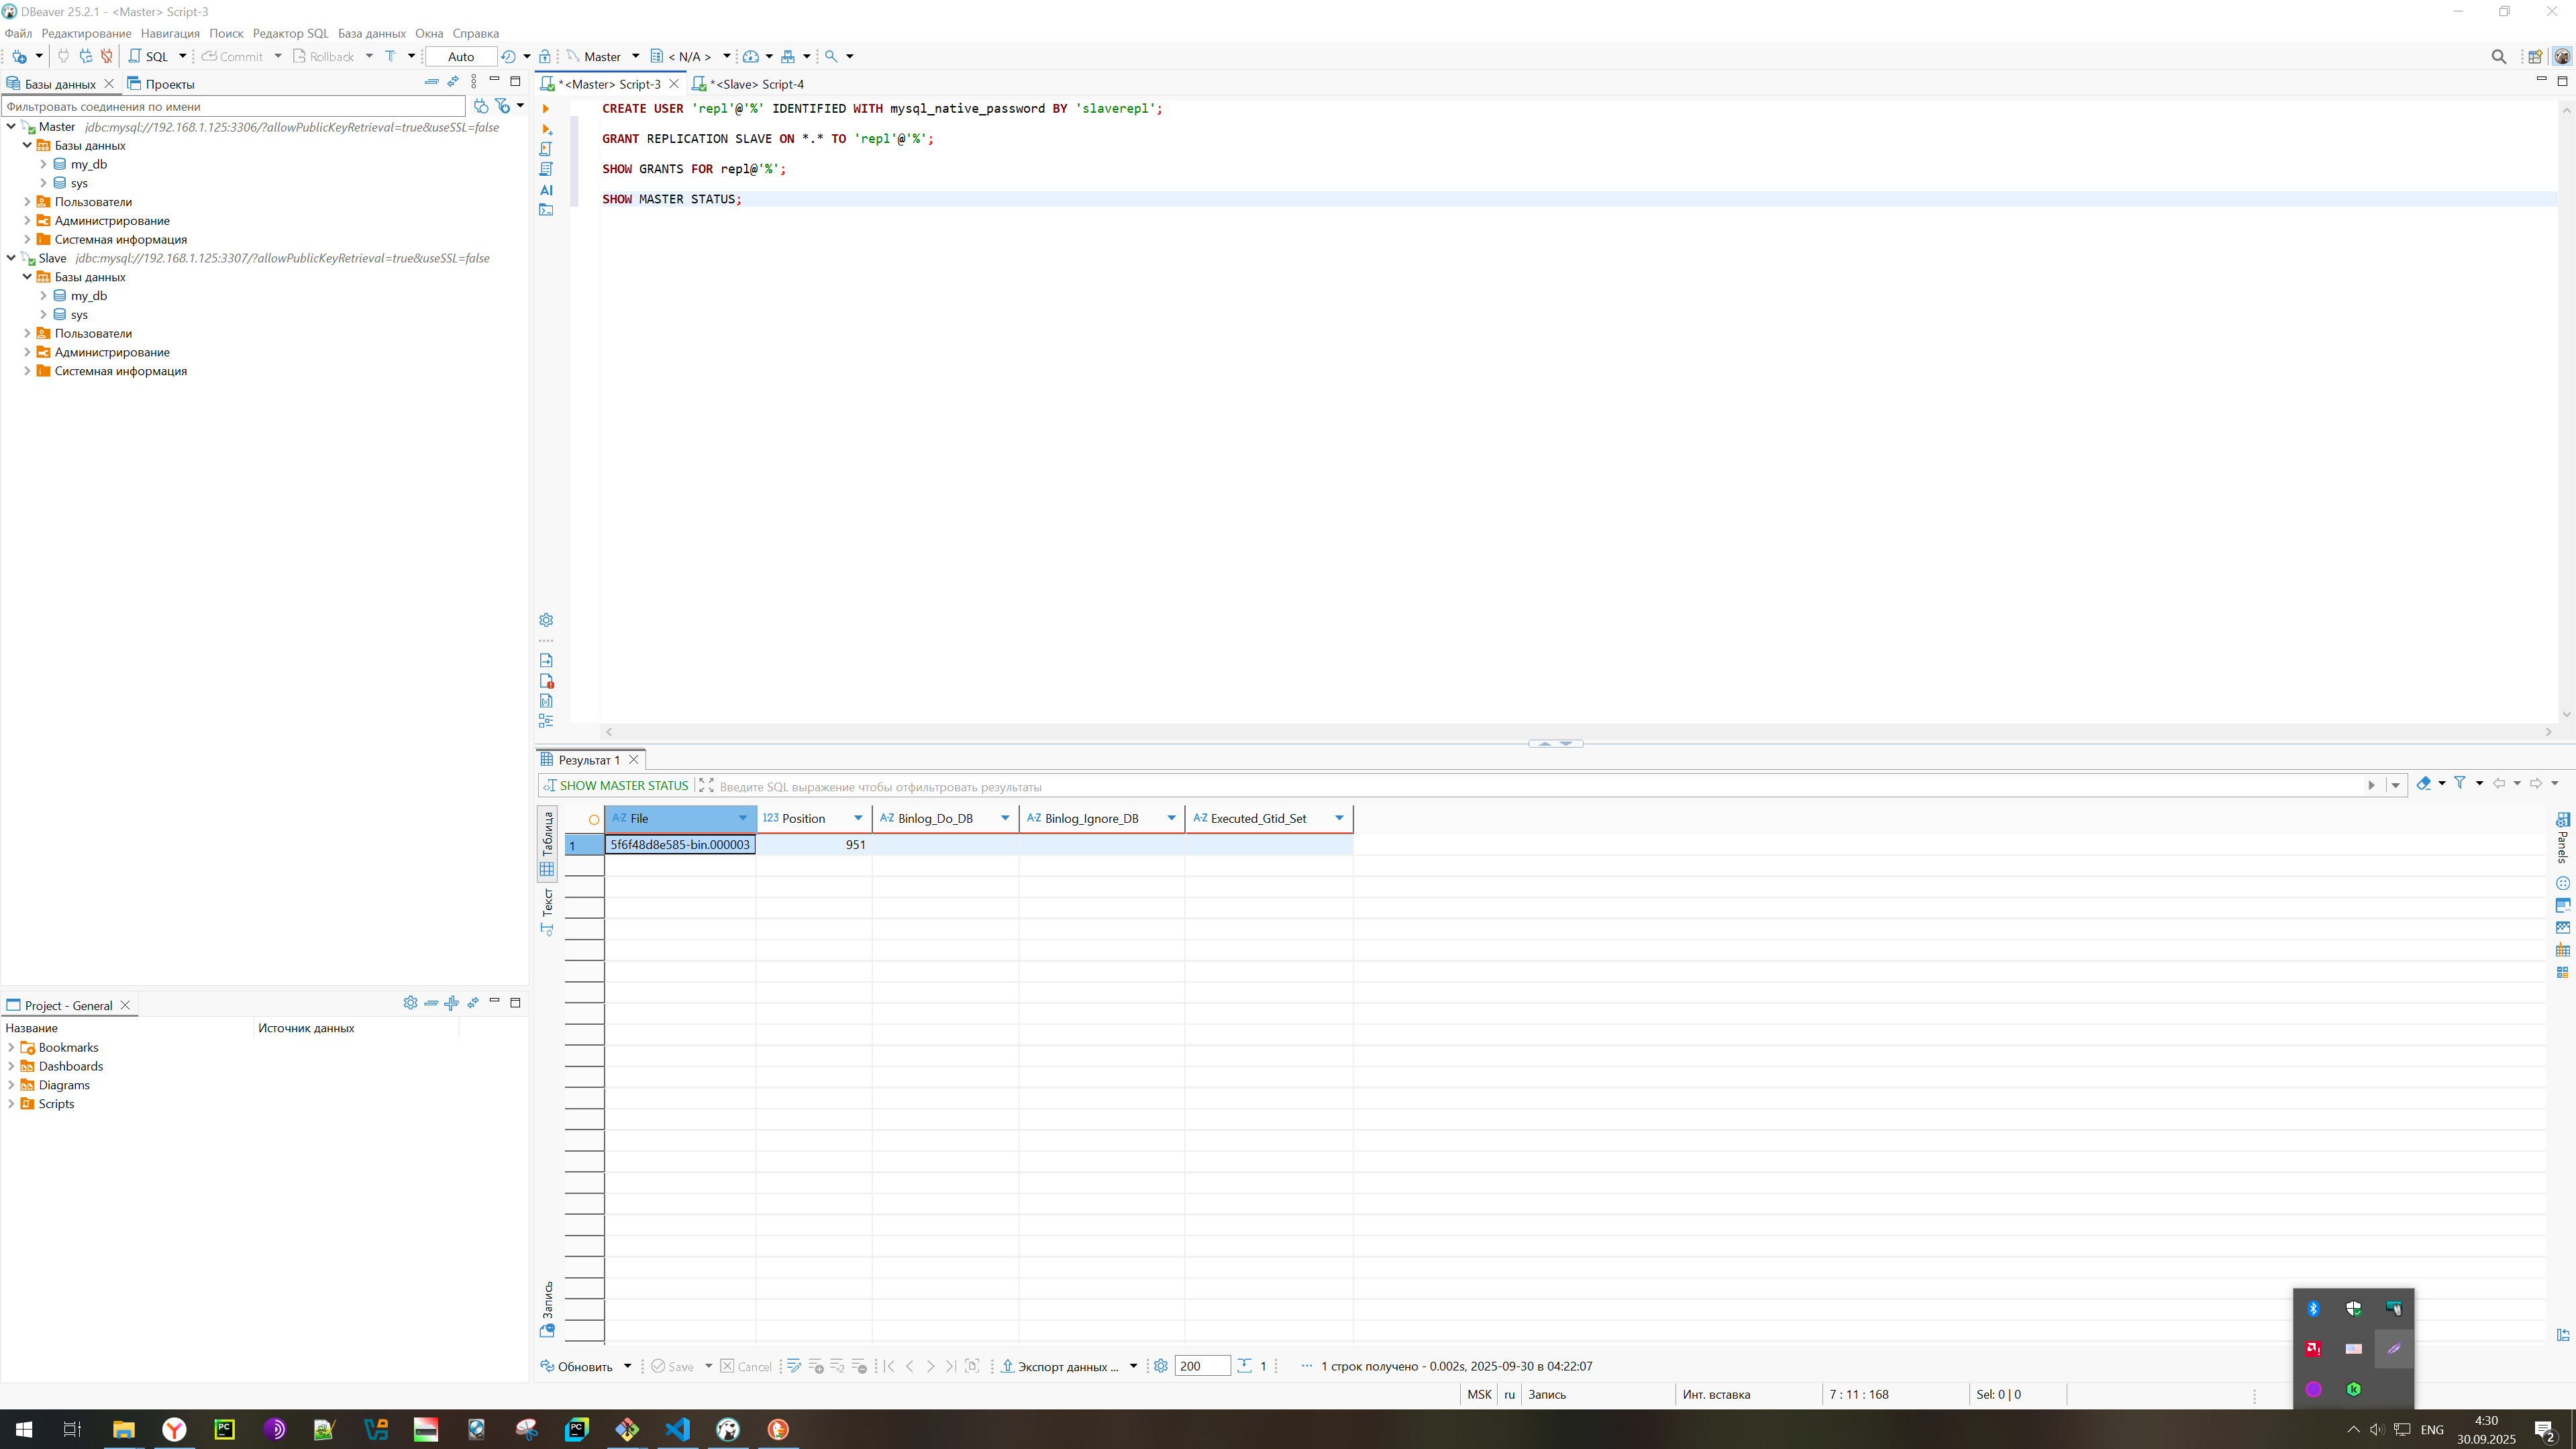 DBeaver 25.2.1 - <Master> Script-3
Файл Редактирование Навигация Поиск Редактор SQL База данных Окна Справка
SQL Commit Rollback T Auto Master < N/A >
Базы данных Проекты
Фильтровать соединения по имени
Master jdbc:mysql://192.168.1.125:3306/?allowPublicKeyRetrieval=true&useSSL=false
Базы данных
my_db
sys
Пользователи
Администрирование
Системная информация
Slave jdbc:mysql://192.168.1.125:3307/?allowPublicKeyRetrieval=true&useSSL=false
Базы данных
my_db
sys
Пользователи
Администрирование
Системная информация
*<Master> Script-3 *<Slave> Script-4
CREATE USER 'repl'@'%' IDENTIFIED WITH mysql_native_password BY 'slaverepl';
GRANT REPLICATION SLAVE ON *.* TO 'repl'@'%';
SHOW GRANTS FOR repl@'%';
SHOW MASTER STATUS;
AI
Результат 1
SHOW MASTER STATUS Введите SQL выражение чтобы отфильтровать результаты
Таблица
Текст
Запись
A-Z File 123 Position A-Z Binlog_Do_DB A-Z Binlog_Ignore_DB A-Z Executed_Gtid_Set
1 5f6f48d8e585-bin.000003 951
Panels
Project - General
Название Источник данных
Bookmarks
Dashboards
Diagrams
Scripts
Обновить Save Cancel Экспорт данных ... 200 1 1 строк получено - 0.002s, 2025-09-30 в 04:22:07
MSK ru Запись Инт. вставка 7 : 11 : 168 Sel: 0 | 0
ENG
4:30
30.09.2025
2